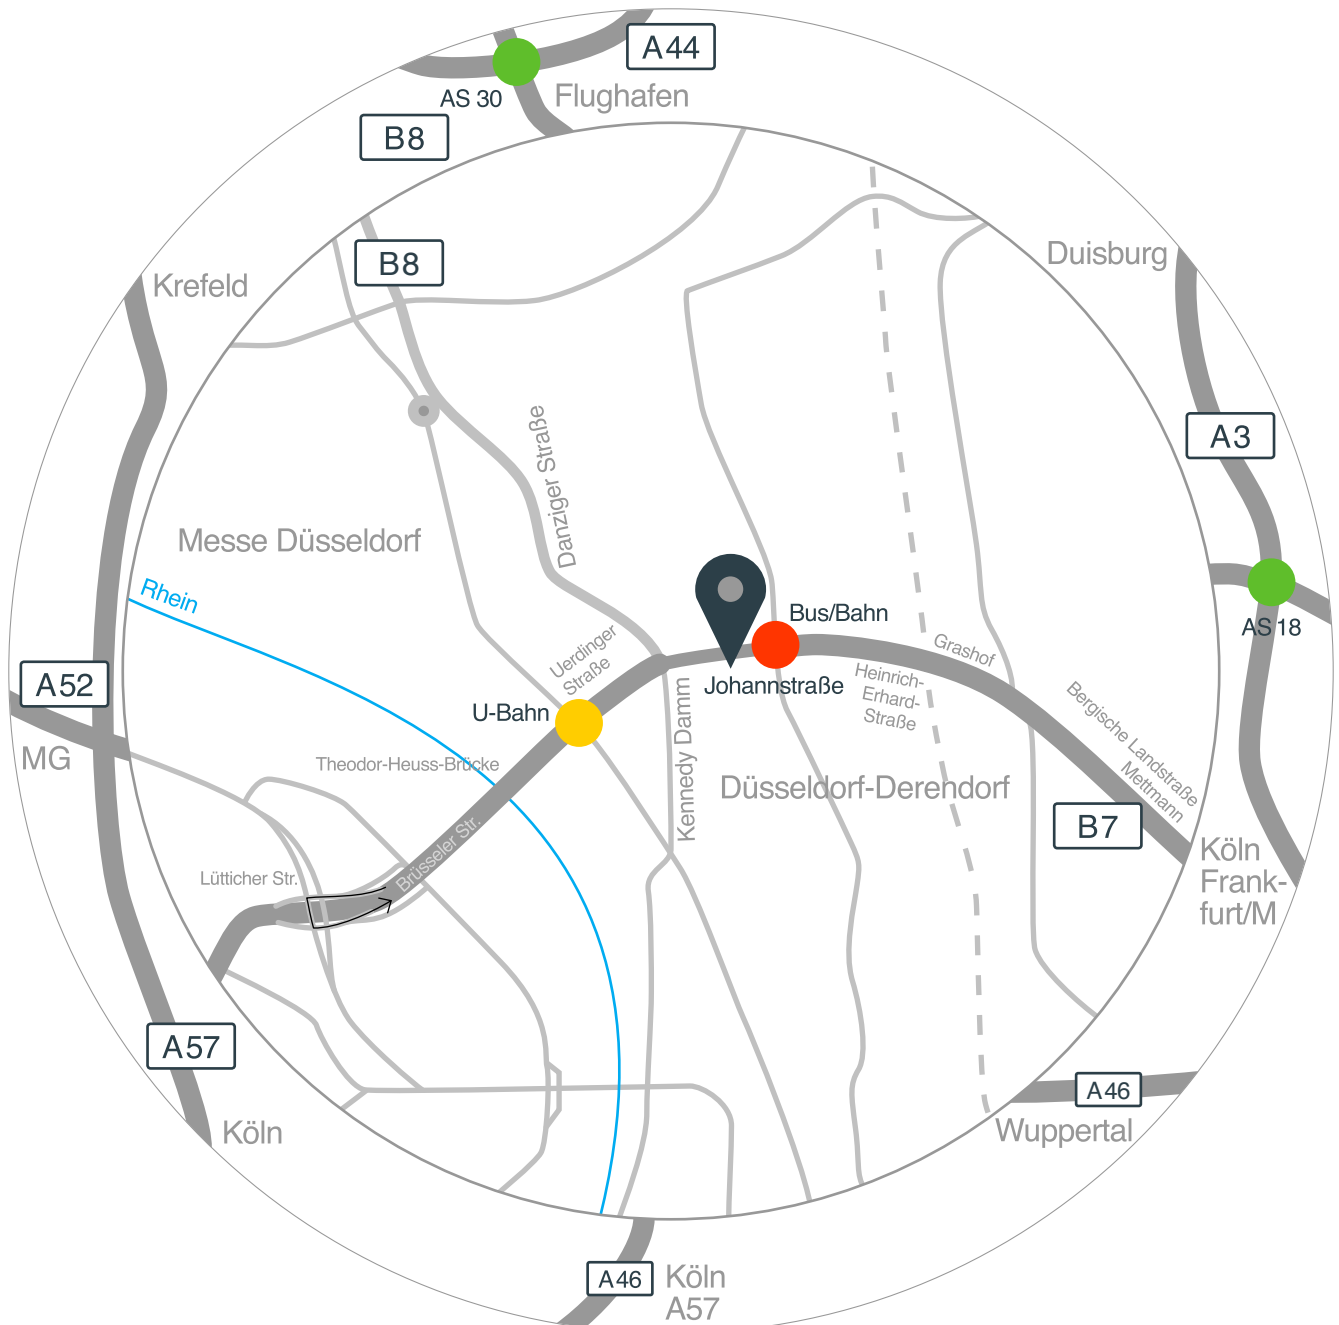 A44
AS 30
Flughafen
B8
B8
Krefeld
Duisburg
A3
Danziger Straße
Messe Düsseldorf
Rhein
Bus/Bahn
AS 18
Uerdinger
Straße
Grashof
A52
Johannstraße
Heinrich-
Erhard-
Straße
U-Bahn
Kennedy Damm
Bergische Landstraße
Mettmann
MG
Theodor-Heuss-Brücke
Düsseldorf-Derendorf
B7
Brüsseler Str.
Lütticher Str.
Köln
Frank-
furt/M
A57
A46
Köln
Wuppertal
A46
Köln
A57